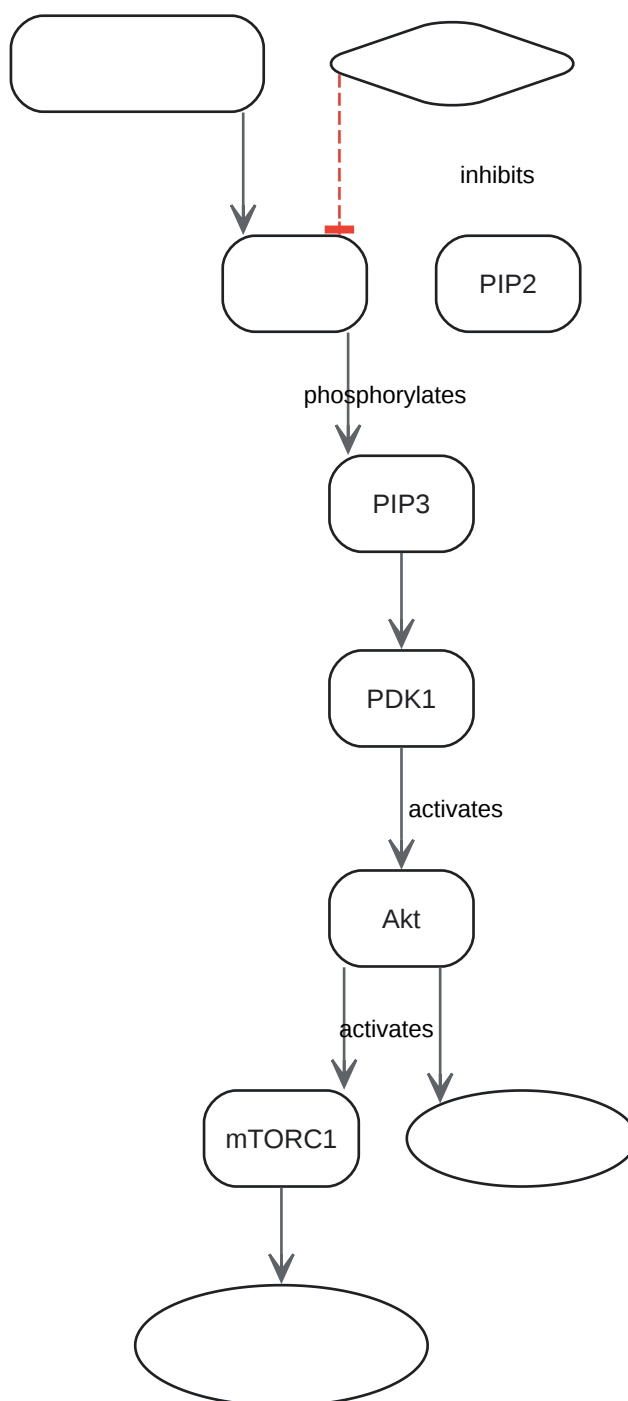 inhibits
PIP2
phosphorylates
PIP3
PDK1
activates
Akt
activates
mTORC1